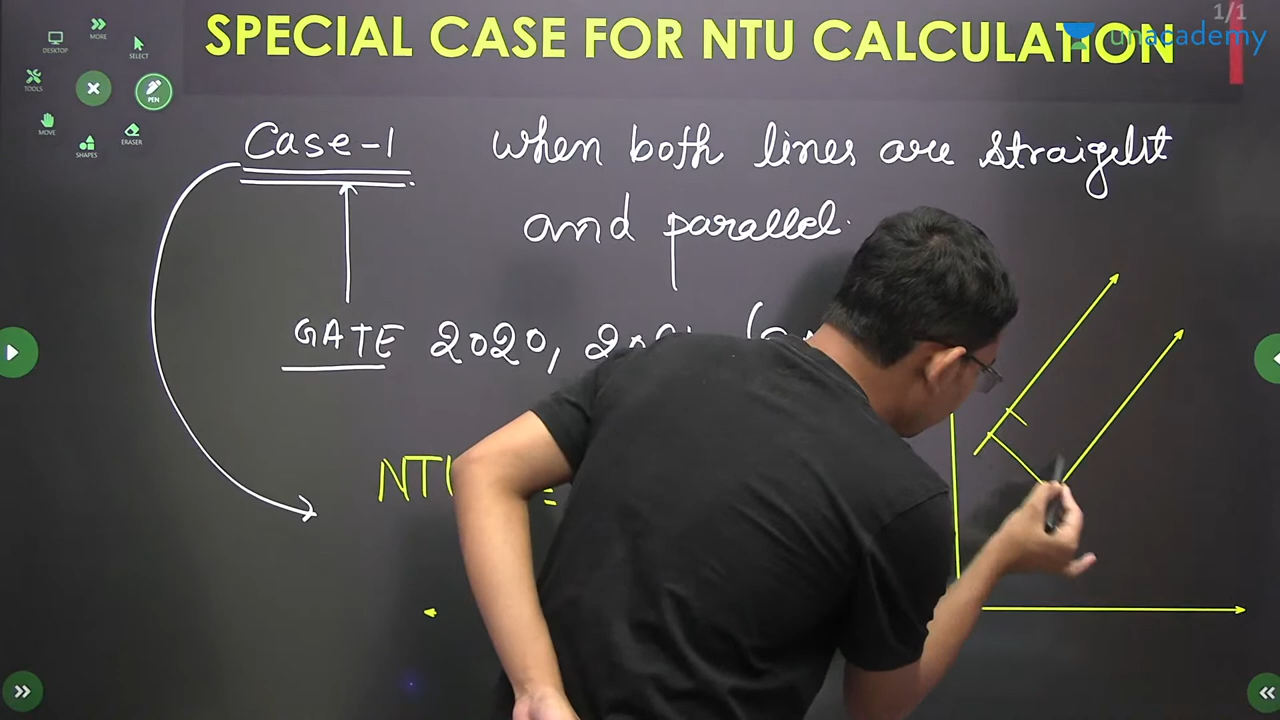 1/1
SPECIAL CASE FOR NTU CALCULATION
unacademy
DESKTOP
MORE
SELECT
TOOLS
PEN
MOVE
SHAPES
ERASER
Case-1 When both lines are straight
and parallel.
GATE 2020,
NTU =